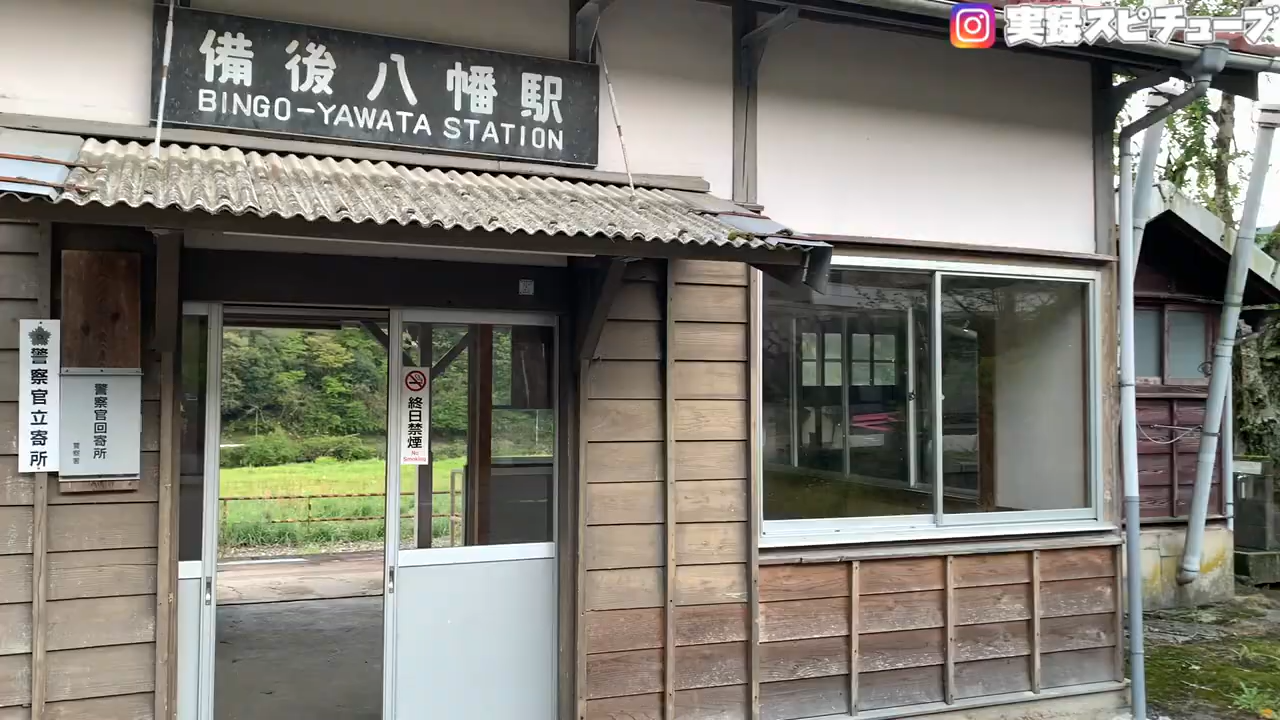 実録スピチューブ
備後八幡駅
BINGO-YAWATA STATION
警察官立寄所
警察官回寄所
警察署
終日禁煙
No
Smoking